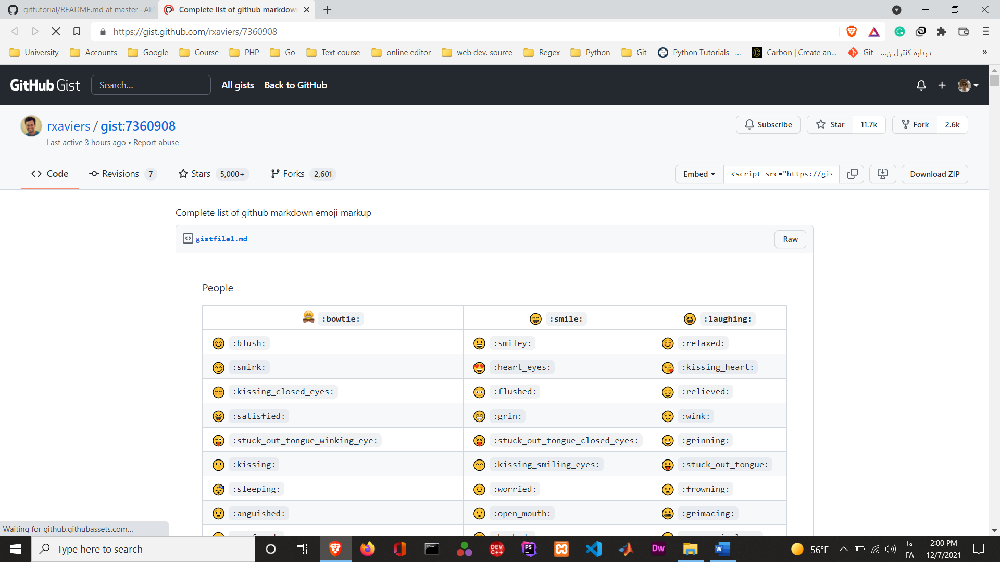 gittutorial/README.md at master · Ali
Complete list of github markdow
https://gist.github.com/rxaviers/7360908
University
Accounts
Google
Course
PHP
Go
Text course
online editor
web dev. source
Regex
Python
Git
Python Tutorials –...
Carbon | Create an...
Git - ...دربارهٔ کنترل ن
»
GitHub Gist
Search...
All gists
Back to GitHub
rxaviers / gist:7360908
Last active 3 hours ago • Report abuse
Subscribe
Star 11.7k
Fork 2.6k
Code
Revisions 7
Stars 5,000+
Forks 2,601
Embed
<script src="https://gis
Download ZIP
Complete list of github markdown emoji markup
gistfile1.md
Raw
People
:bowtie: :smile: :laughing:
:blush: :smiley: :relaxed:
:smirk: :heart_eyes: :kissing_heart:
:kissing_closed_eyes: :flushed: :relieved:
:satisfied: :grin: :wink:
:stuck_out_tongue_winking_eye: :stuck_out_tongue_closed_eyes: :grinning:
:kissing: :kissing_smiling_eyes: :stuck_out_tongue:
:sleeping: :worried: :frowning:
:anguished: :open_mouth: :grimacing:
Waiting for github.githubassets.com...
Type here to search
DEV C++
PS
Dw
W
56°F
فا
FA
2:00 PM
12/7/2021